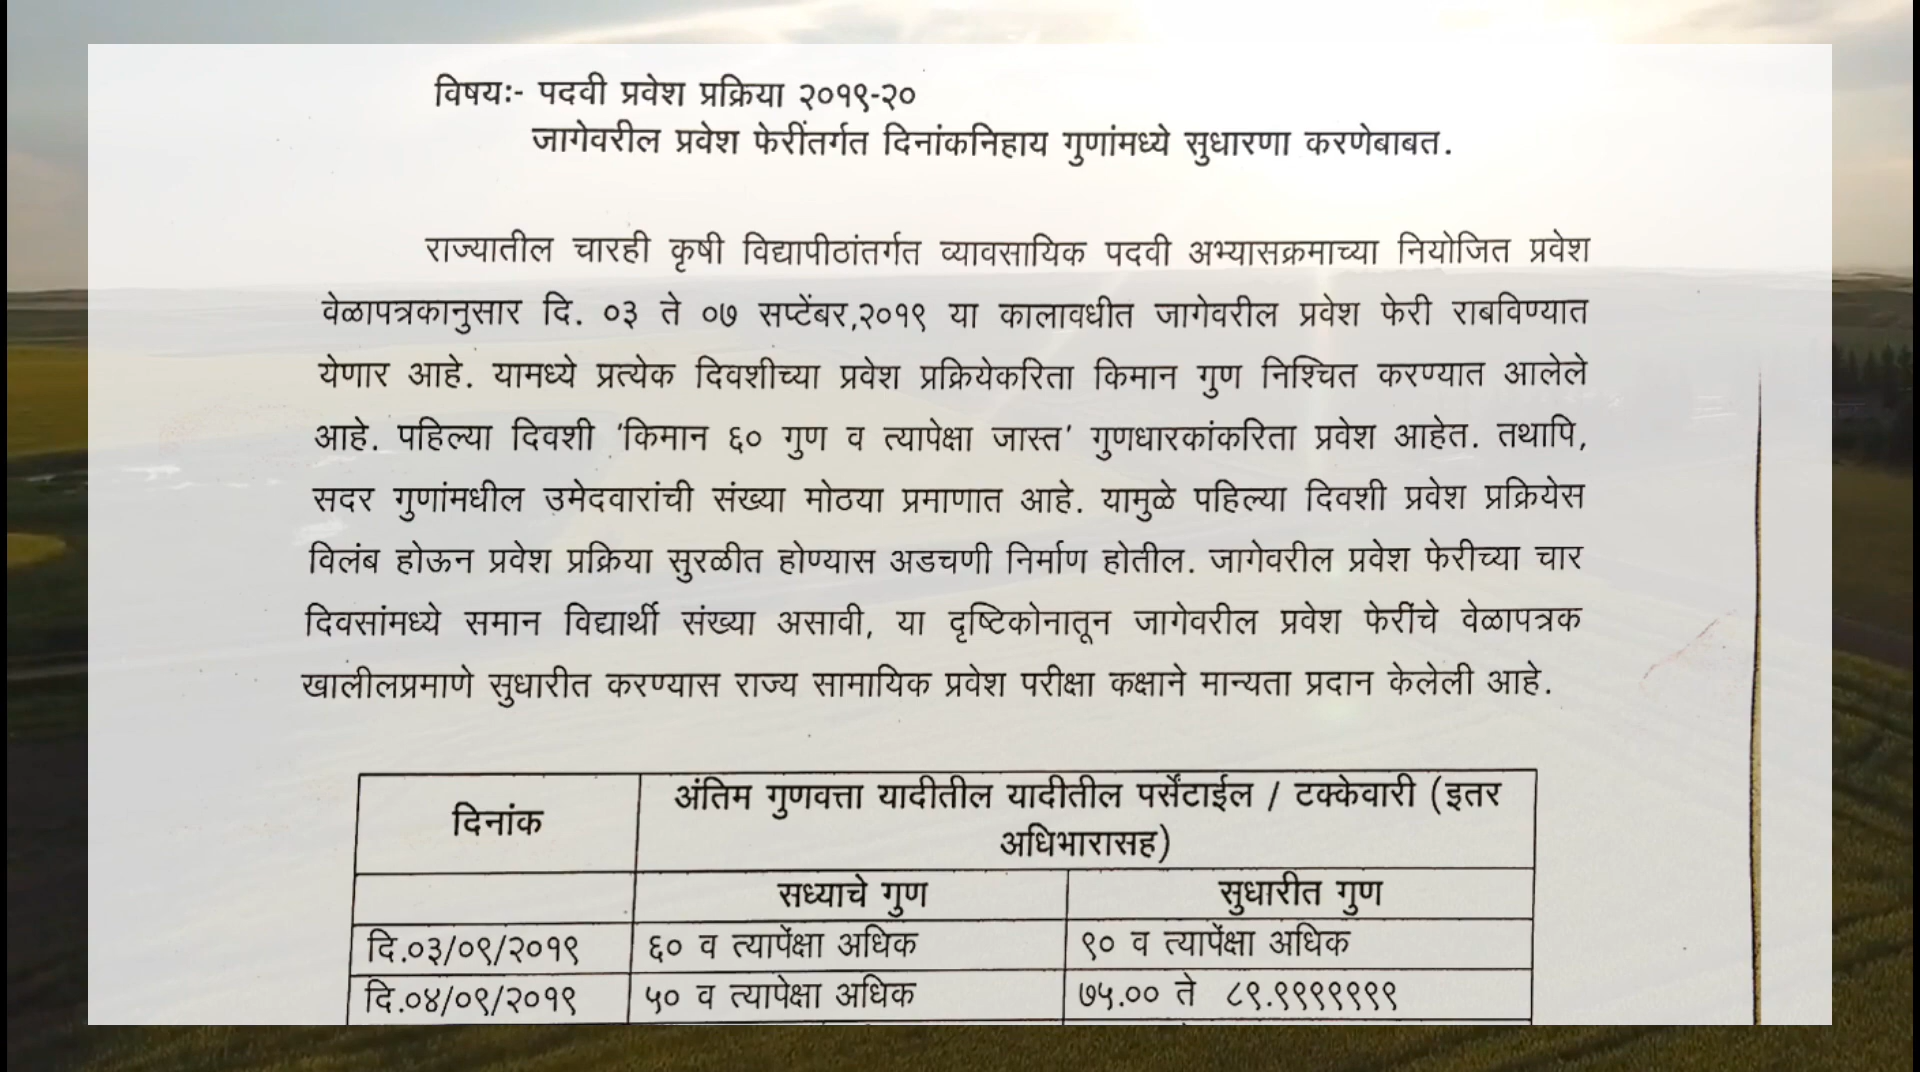 विषयः- पदवी प्रवेश प्रक्रिया २०१९-२०
जागेवरील प्रवेश फेरींतर्गत दिनांकनिहाय गुणांमध्ये सुधारणा करणेबाबत.
राज्यातील चारही कृषी विद्यापीठांतर्गत व्यावसायिक पदवी अभ्यासक्रमाच्या नियोजित प्रवेश
वेळापत्रकानुसार दि. ०३ ते ०७ सप्टेंबर,२०१९ या कालावधीत जागेवरील प्रवेश फेरी राबविण्यात
येणार आहे. यामध्ये प्रत्येक दिवशीच्या प्रवेश प्रक्रियेकरिता किमान गुण निश्चित करण्यात आलेले
आहे. पहिल्या दिवशी 'किमान ६० गुण व त्यापेक्षा जास्त' गुणधारकांकरिता प्रवेश आहेत. तथापि,
सदर गुणांमधील उमेदवारांची संख्या मोठया प्रमाणात आहे. यामुळे पहिल्या दिवशी प्रवेश प्रक्रियेस
विलंब होऊन प्रवेश प्रक्रिया सुरळीत होण्यास अडचणी निर्माण होतील. जागेवरील प्रवेश फेरीच्या चार
दिवसांमध्ये समान विद्यार्थी संख्या असावी, या दृष्टिकोनातून जागेवरील प्रवेश फेरींचे वेळापत्रक
खालीलप्रमाणे सुधारीत करण्यास राज्य सामायिक प्रवेश परीक्षा कक्षाने मान्यता प्रदान केलेली आहे.
दिनांक अंतिम गुणवत्ता यादीतील यादीतील पर्सेंटाईल / टक्केवारी (इतर
अधिभारासह)
सध्याचे गुण सुधारीत गुण
दि.०३/०९/२०१९ ६० व त्यापेंक्षा अधिक ९० व त्यापेंक्षा अधिक
दि.०४/०९/२०१९ ५० व त्यापेक्षा अधिक ७५.०० ते ८९.९९९९९९९